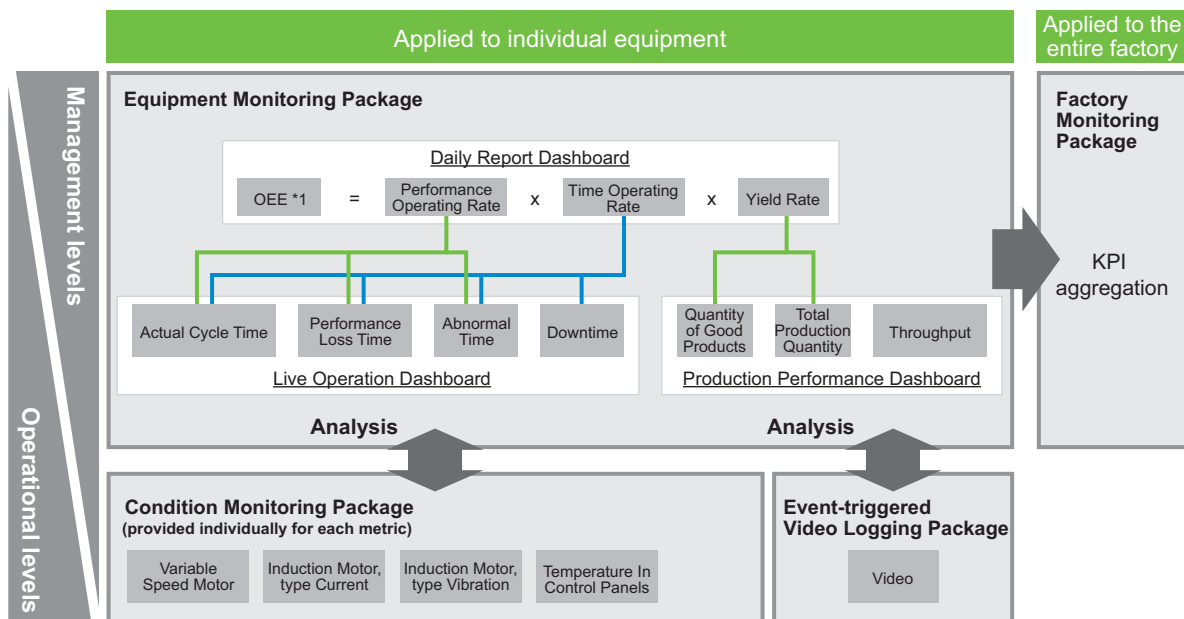 Applied to individual equipment
Applied to the
entire factory
Management levels
Operational levels
Equipment Monitoring Package
Daily Report Dashboard
OEE *1
=
Performance
Operating Rate
x
Time Operating
Rate
x
Yield Rate
Actual Cycle Time
Performance
Loss Time
Abnormal
Time
Downtime
Live Operation Dashboard
Quantity
of Good
Products
Total
Production
Quantity
Throughput
Production Performance Dashboard
Analysis
Analysis
Factory
Monitoring
Package
KPI
aggregation
Condition Monitoring Package
(provided individually for each metric)
Variable
Speed Motor
Induction Motor,
type Current
Induction Motor,
type Vibration
Temperature In
Control Panels
Event-triggered
Video Logging Package
Video